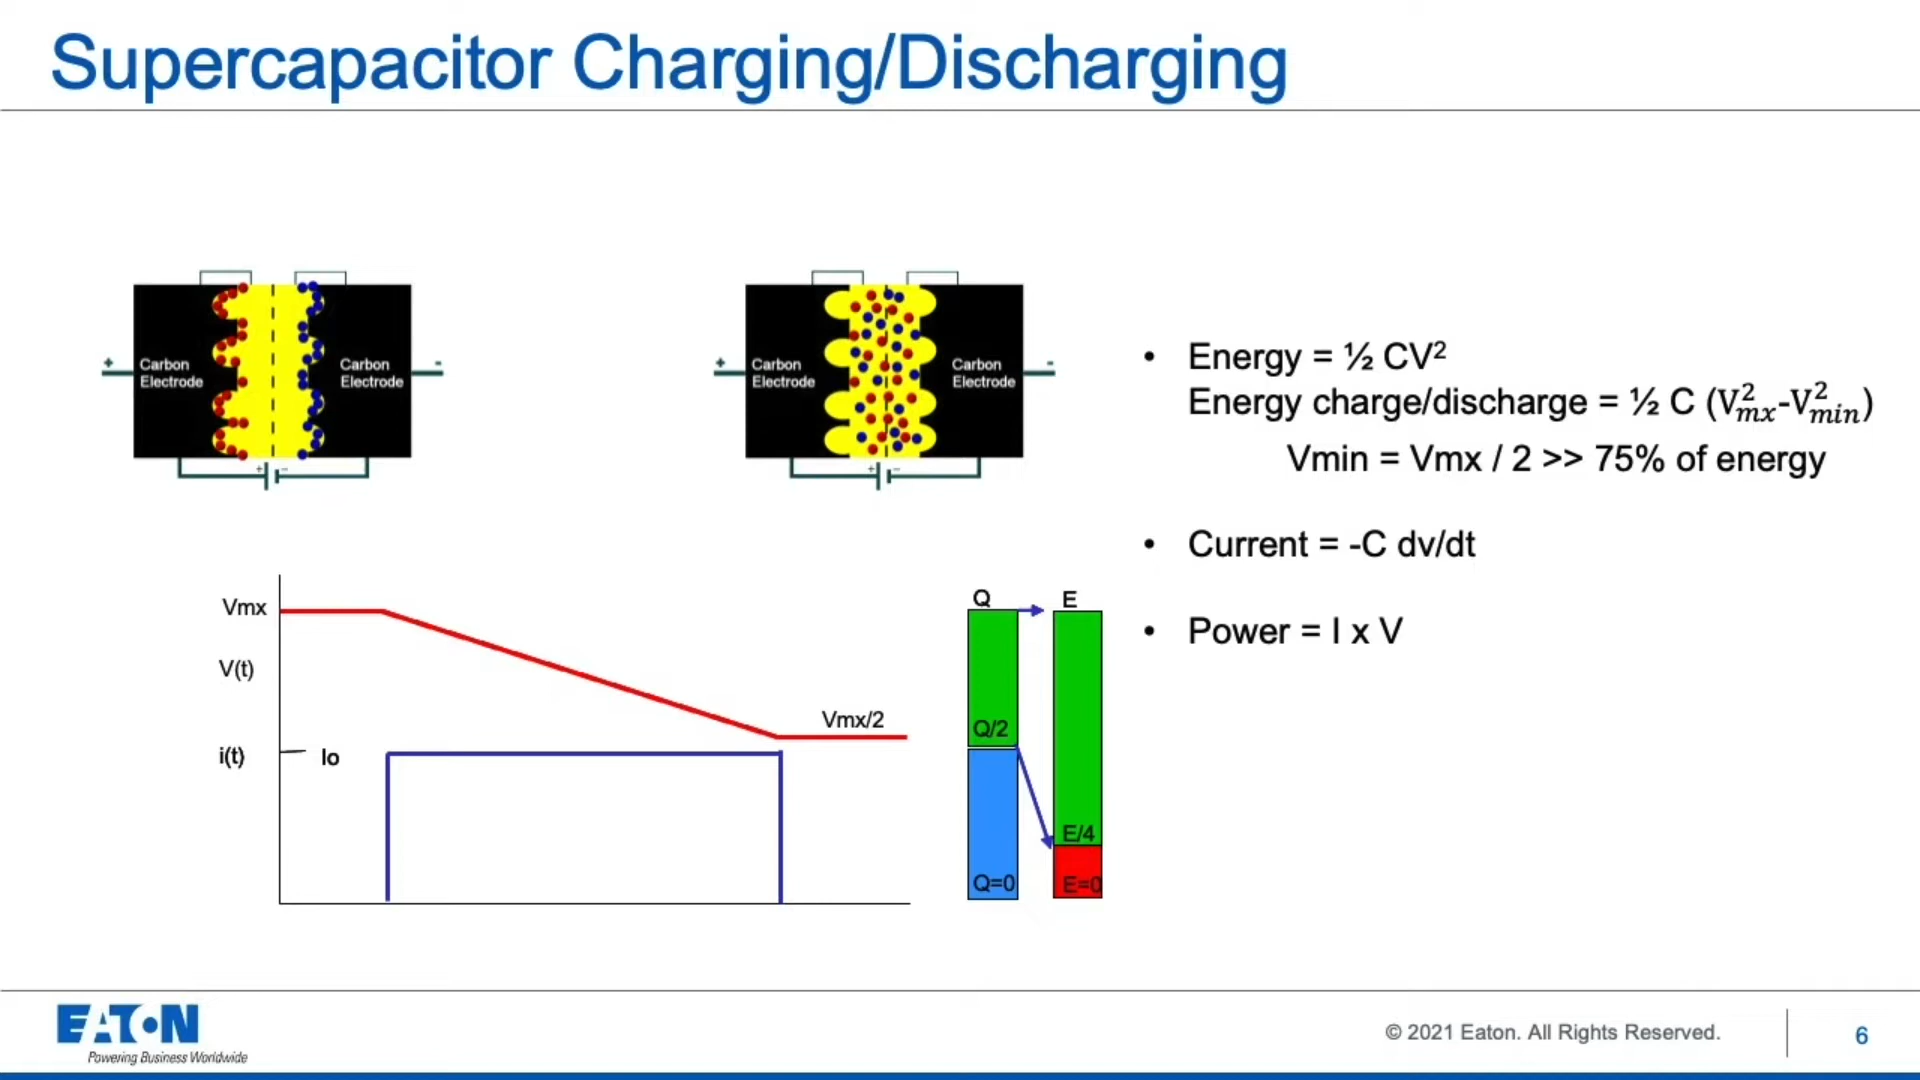 Supercapacitor Charging/Discharging
+ Carbon Electrode Carbon Electrode -
+ -
+ Carbon Electrode Carbon Electrode -
+ -
• Energy = ½ CV²
Energy charge/discharge = ½ C (V²mx-V²min)
Vmin = Vmx / 2 >> 75% of energy
• Current = -C dv/dt
• Power = I x V
Vmx
V(t)
Vmx/2
i(t) Io
Q E
Q/2
E/4
Q=0 E=0
EATON
Powering Business Worldwide
© 2021 Eaton. All Rights Reserved.
6